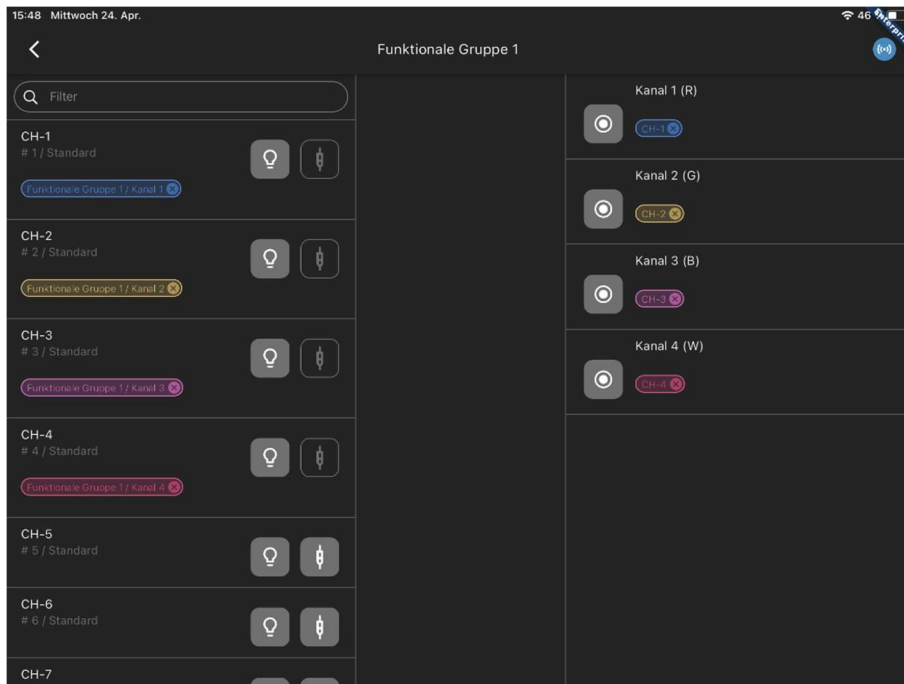 15:48 Mittwoch 24. Apr.
46
Funktionale Gruppe 1
Filter
CH-1
# 1 / Standard
Funktionale Gruppe 1 / Kanal 1
CH-2
# 2 / Standard
Funktionale Gruppe 1 / Kanal 2
CH-3
# 3 / Standard
Funktionale Gruppe 1 / Kanal 3
CH-4
# 4 / Standard
Funktionale Gruppe 1 / Kanal 4
CH-5
# 5 / Standard
CH-6
# 6 / Standard
CH-7
Kanal 1 (R)
CH-1
Kanal 2 (G)
CH-2
Kanal 3 (B)
CH-3
Kanal 4 (W)
CH-4